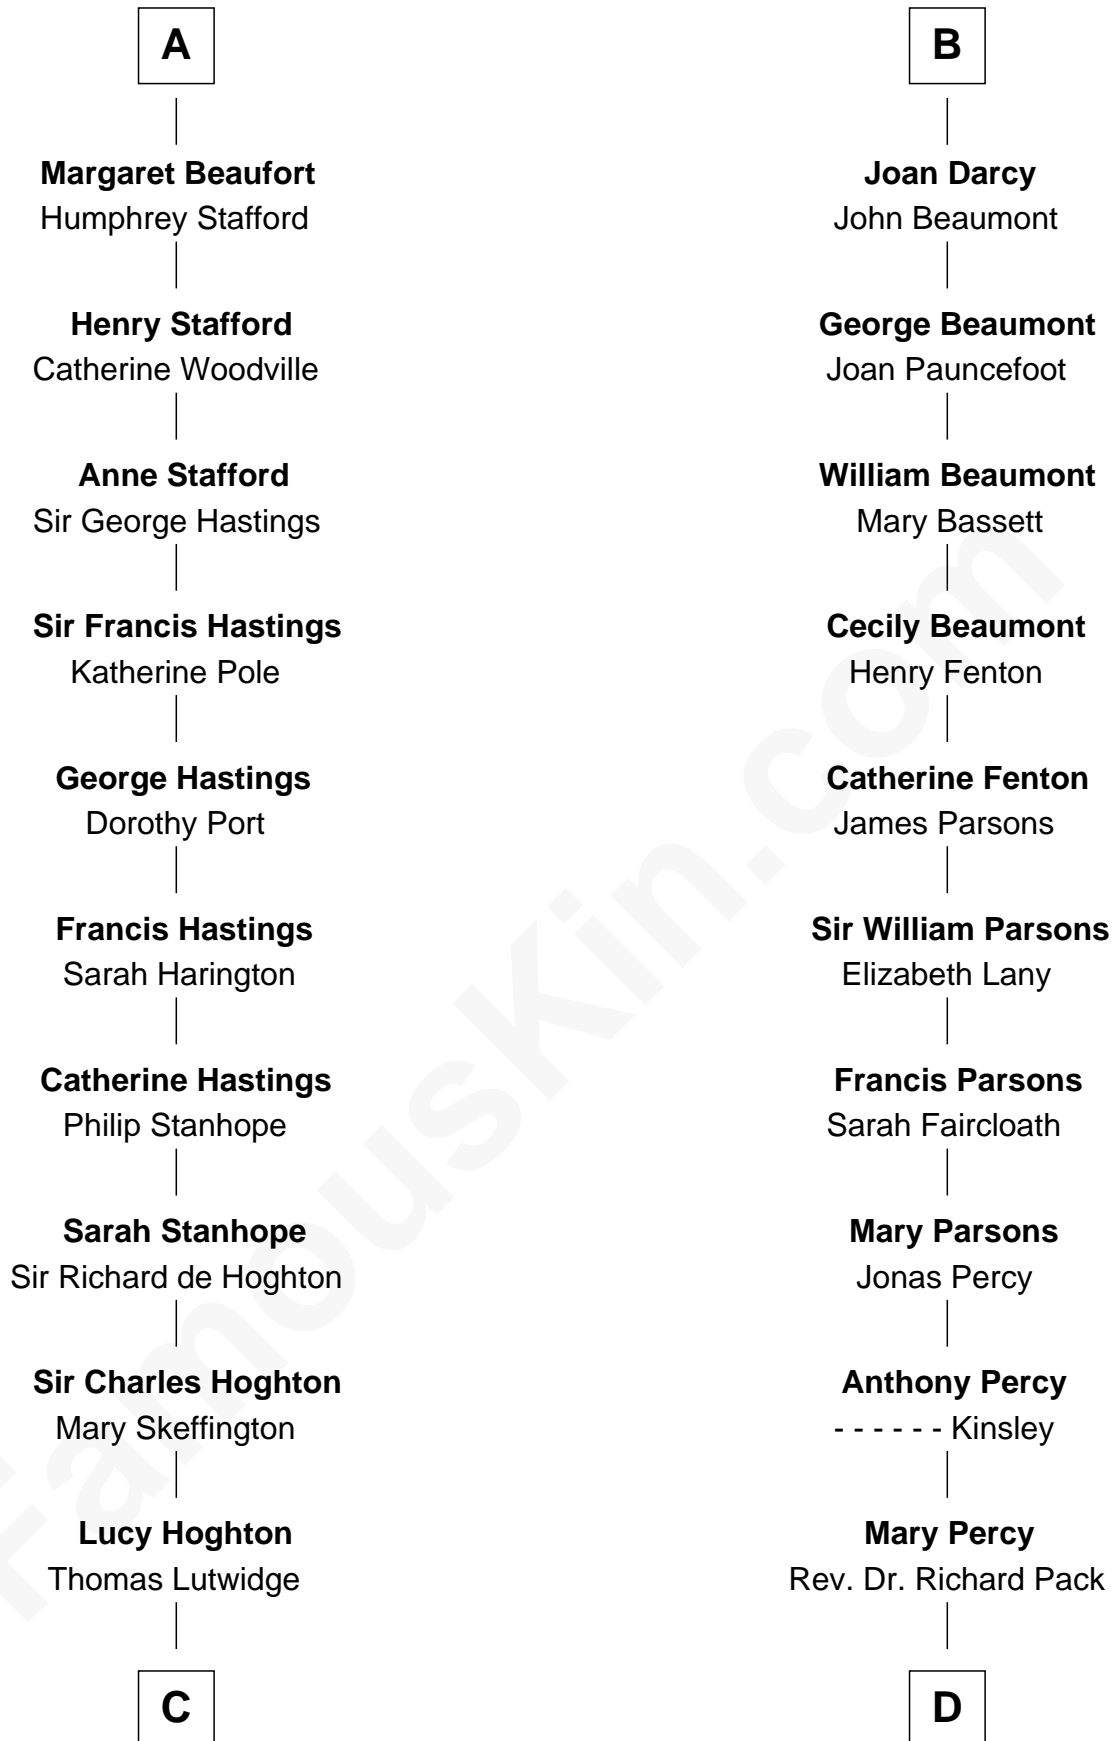 A
Margaret Beaufort
Humphrey Stafford
Henry Stafford
Catherine Woodville
Anne Stafford
Sir George Hastings
Sir Francis Hastings
Katherine Pole
George Hastings
Dorothy Port
Francis Hastings
Sarah Harington
Catherine Hastings
Philip Stanhope
Sarah Stanhope
Sir Richard de Hoghton
Sir Charles Hoghton
Mary Skeffington
Lucy Hoghton
Thomas Lutwidge
C
B
Joan Darcy
John Beaumont
George Beaumont
Joan Pauncefoot
William Beaumont
Mary Bassett
Cecily Beaumont
Henry Fenton
Catherine Fenton
James Parsons
Sir William Parsons
Elizabeth Lany
Francis Parsons
Sarah Faircloath
Mary Parsons
Jonas Percy
Anthony Percy
- - - - - - Kinsley
Mary Percy
Rev. Dr. Richard Pack
D
FamousKin.com